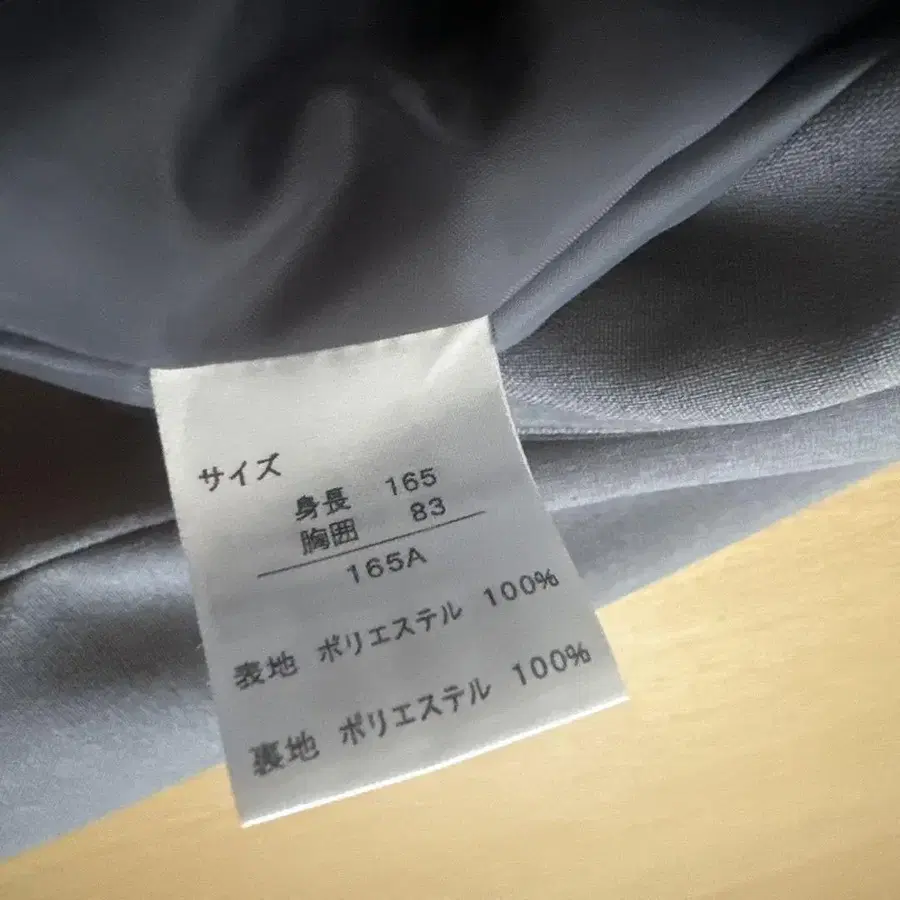 サイズ
身長 165
胸囲 83
165A
表地 ポリエステル 100%
裏地 ポリエステル 100%